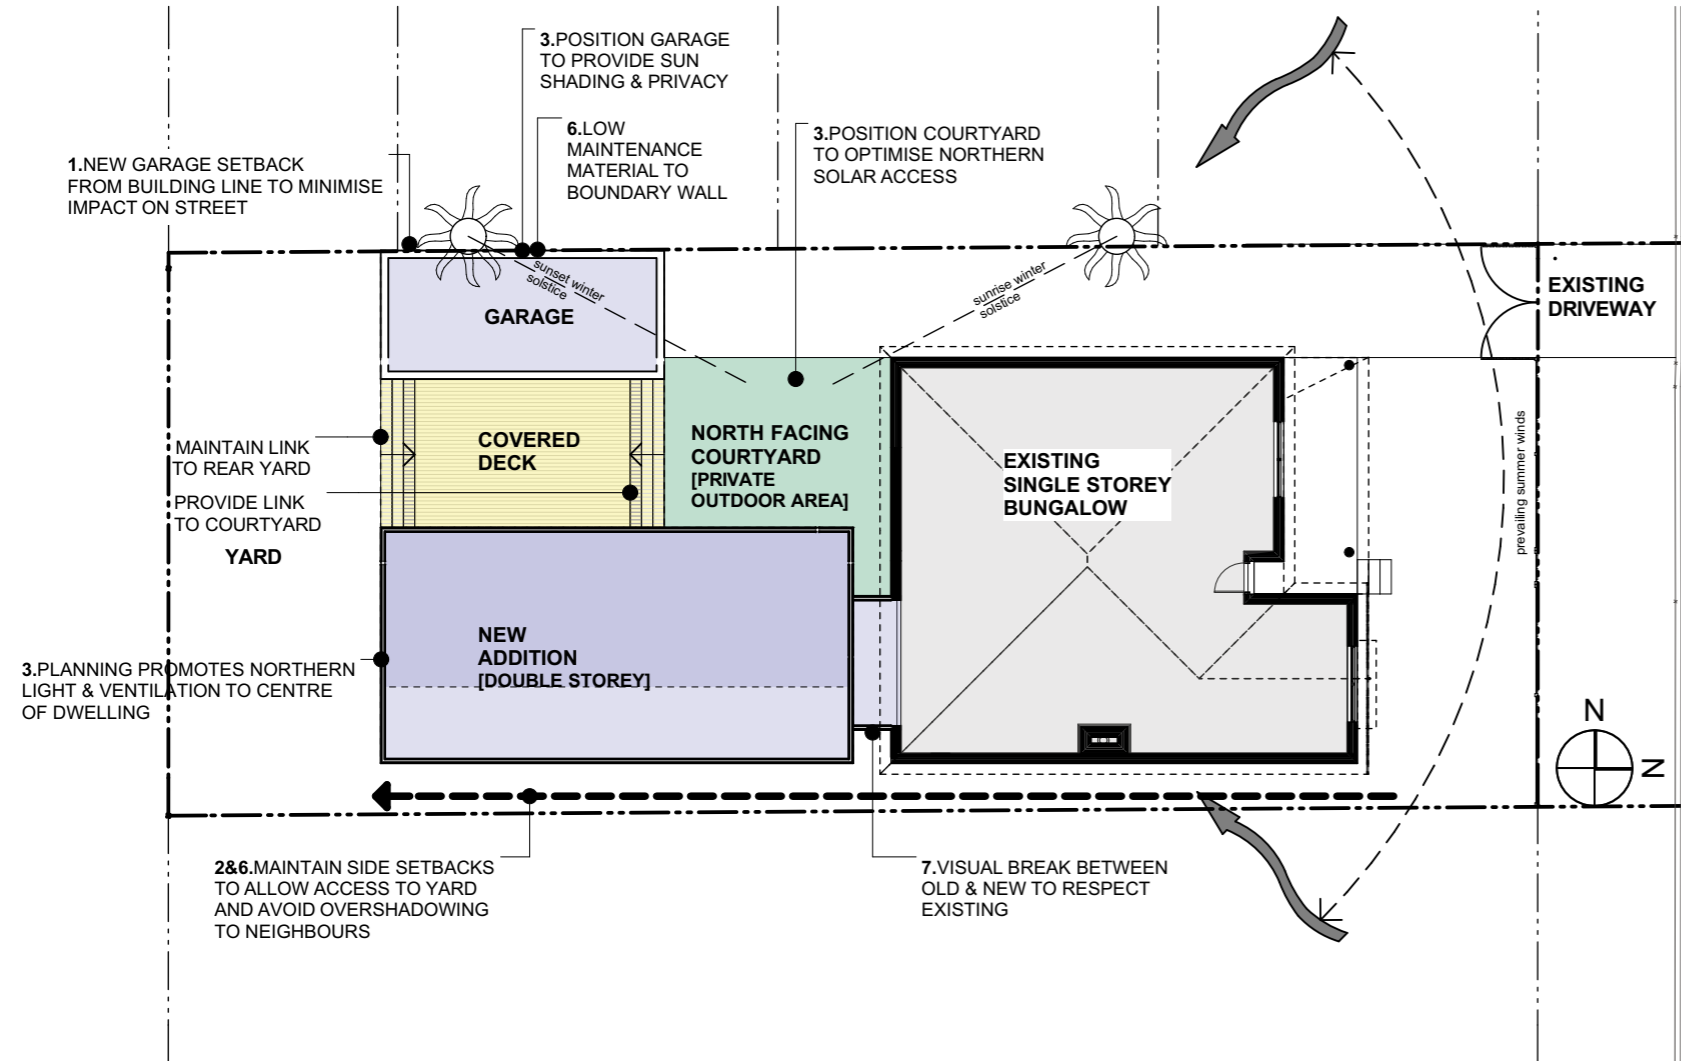 3.POSITION GARAGE
TO PROVIDE SUN
SHADING & PRIVACY
6.LOW
MAINTENANCE
MATERIAL TO
BOUNDARY WALL
3.POSITION COURTYARD
TO OPTIMISE NORTHERN
SOLAR ACCESS
1.NEW GARAGE SETBACK
FROM BUILDING LINE TO MINIMISE
IMPACT ON STREET
sunset winter
solstice
sunrise winter
solstice
EXISTING
DRIVEWAY
GARAGE
COVERED
DECK
NORTH FACING
COURTYARD
[PRIVATE
OUTDOOR AREA]
EXISTING
SINGLE STOREY
BUNGALOW
prevailing summer winds
MAINTAIN LINK
TO REAR YARD
PROVIDE LINK
TO COURTYARD
YARD
NEW
ADDITION
[DOUBLE STOREY]
3.PLANNING PROMOTES NORTHERN
LIGHT & VENTILATION TO CENTRE
OF DWELLING
N
N
2&6.MAINTAIN SIDE SETBACKS
TO ALLOW ACCESS TO YARD
AND AVOID OVERSHADOWING
TO NEIGHBOURS
7.VISUAL BREAK BETWEEN
OLD & NEW TO RESPECT
EXISTING